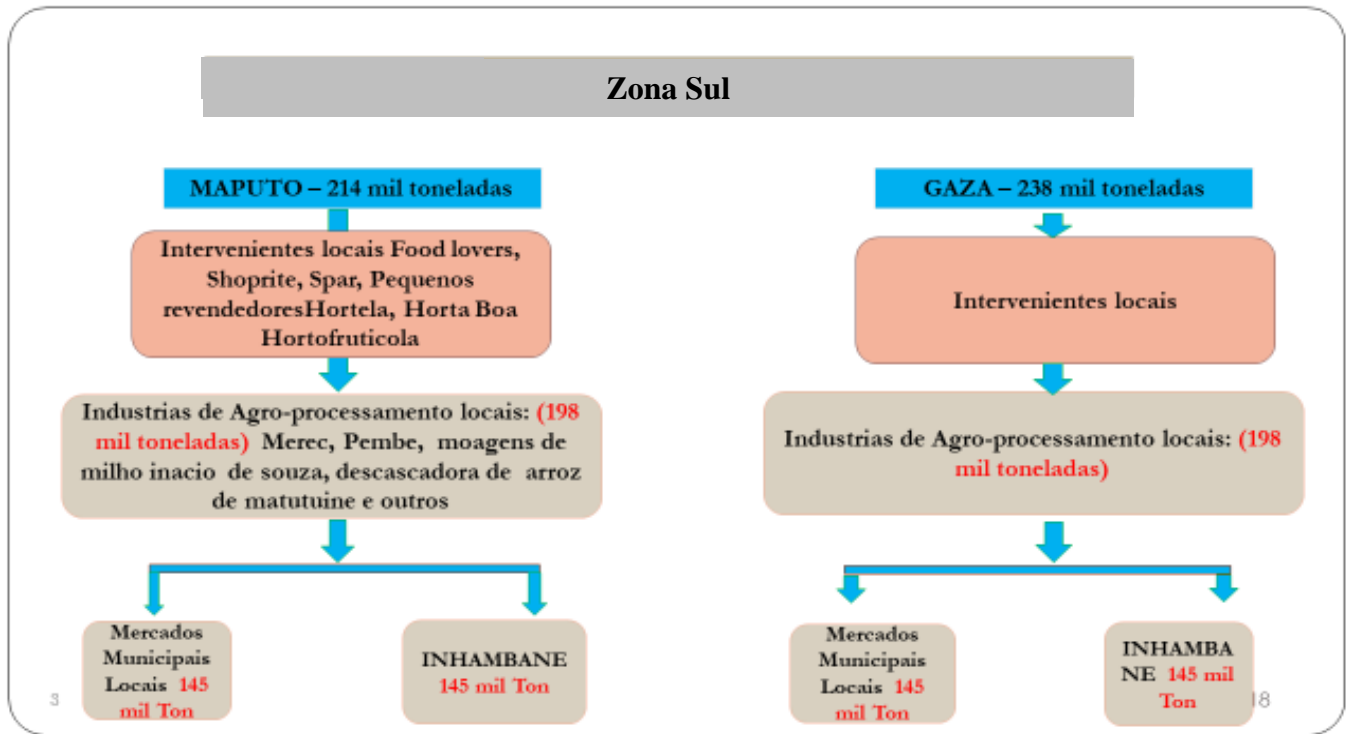 Zona Sul
MAPUTO – 214 mil toneladas
Intervenientes locais Food lovers,
Shoprite, Spar, Pequenos
revendedoresHortela, Horta Boa
Hortofruticola
Industrias de Agro-processamento locais: (198
mil toneladas) Merec, Pembe, moagens de
milho inacio de souza, descascadora de arroz
de matutuine e outros
Mercados
Municipais
Locais 145
mil Ton
INHAMBANE
145 mil Ton
GAZA – 238 mil toneladas
Intervenientes locais
Industrias de Agro-processamento locais: (198
mil toneladas)
Mercados
Municipais
Locais 145
mil Ton
INHAMBA
NE 145 mil
Ton
3
18